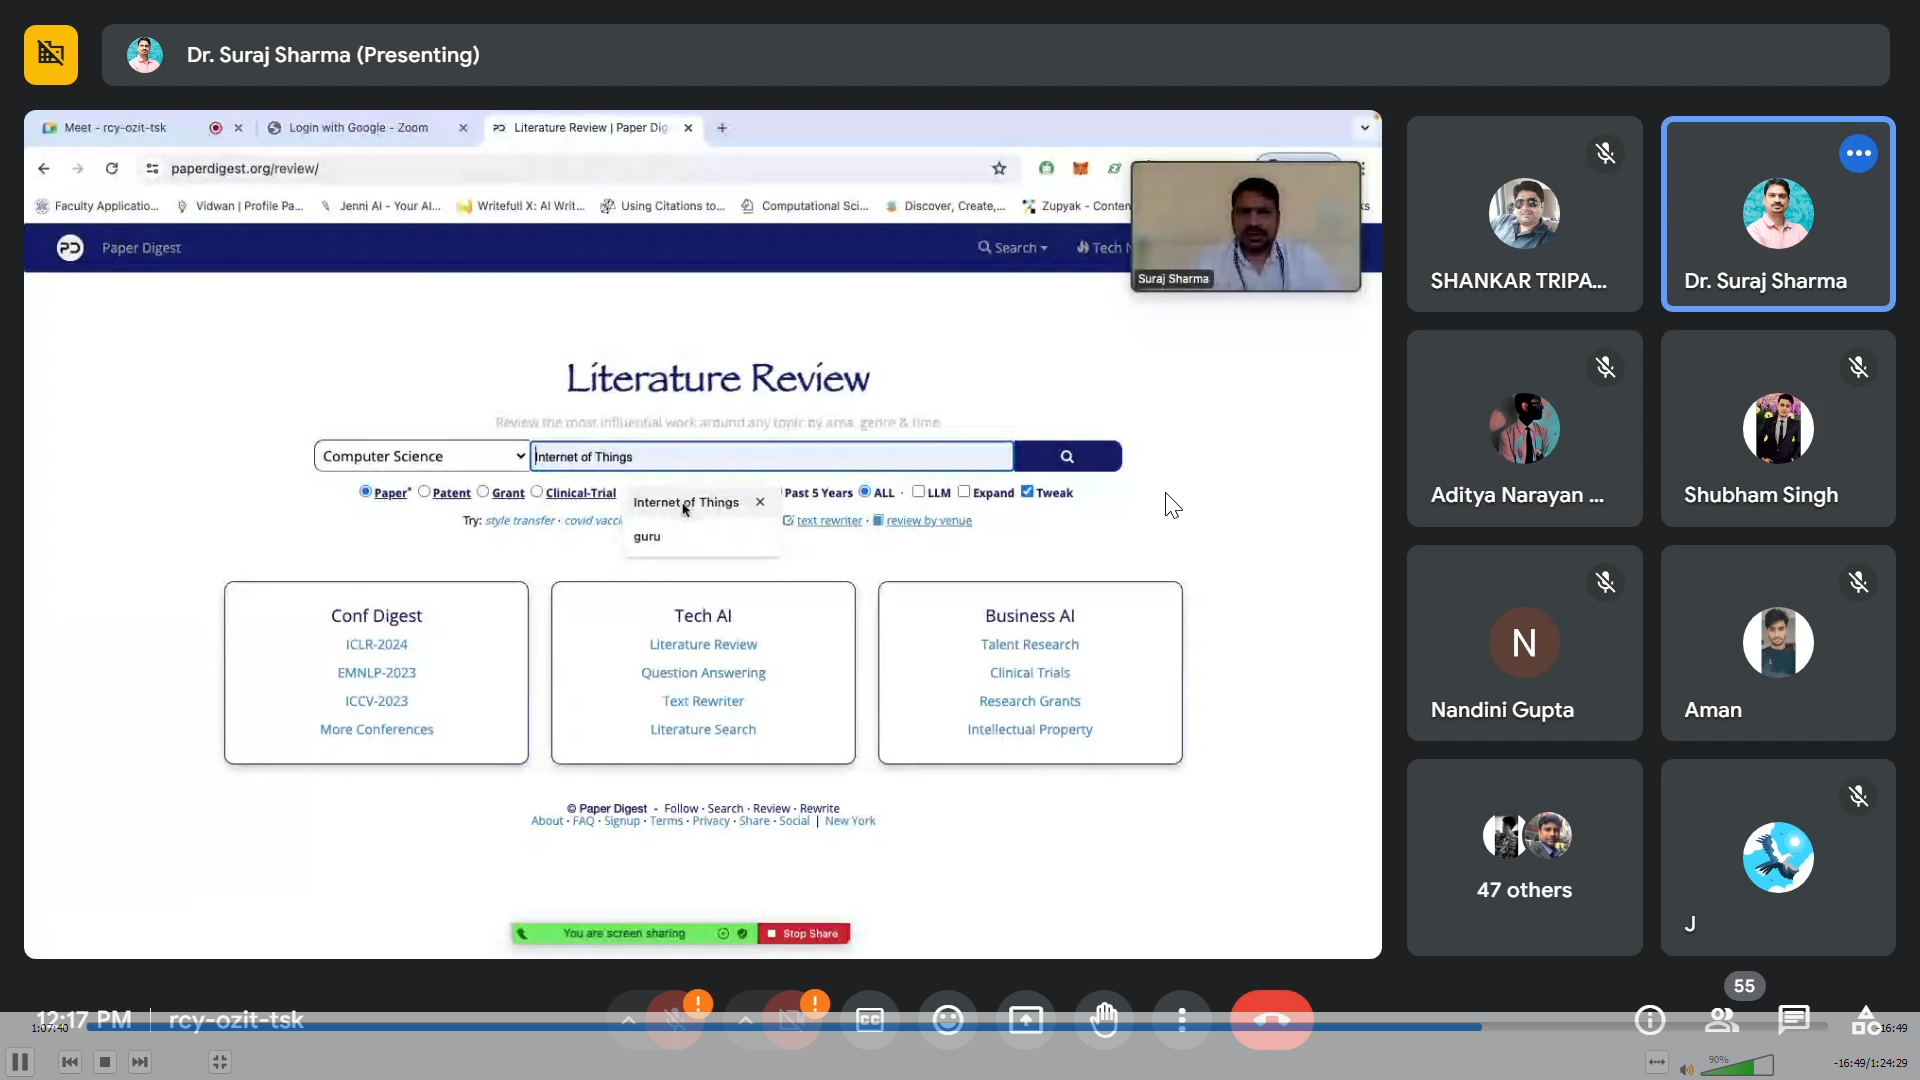 Dr. Suraj Sharma (Presenting)
Meet - rcy-ozit-tsk
Login with Google - Zoom
Literature Review | Paper Dig
paperdigest.org/review/
Faculty Applicatio...
Vidwan | Profile Pa...
Jenni AI - Your AI...
Writefull X: AI Writ...
Using Citations to...
Computational Sci...
Discover, Create,...
Zupyak - Conten
ks
PD Paper Digest
Search
Tech N
Suraj Sharma
Literature Review
Review the most influential work around any topic by area, genre & time.
Computer Science
Internet of Things
Paper* Patent Grant Clinical-Trial
Past 5 Years ALL · LLM Expand Tweak
Internet of Things
guru
Try: style transfer · covid vacci
text rewriter · review by venue
Conf Digest
ICLR-2024
EMNLP-2023
ICCV-2023
More Conferences
Tech AI
Literature Review
Question Answering
Text Rewriter
Literature Search
Business AI
Talent Research
Clinical Trials
Research Grants
Intellectual Property
© Paper Digest - Follow · Search · Review · Rewrite
About · FAQ · Signup · Terms · Privacy · Share · Social | New York
You are screen sharing
Stop Share
SHANKAR TRIPA...
Dr. Suraj Sharma
Aditya Narayan ...
Shubham Singh
N
Nandini Gupta
Aman
47 others
J
55
12:17 PM | rcy-ozit-tsk
CC
1:07:40
-16:49
90%
-16:49/1:24:29